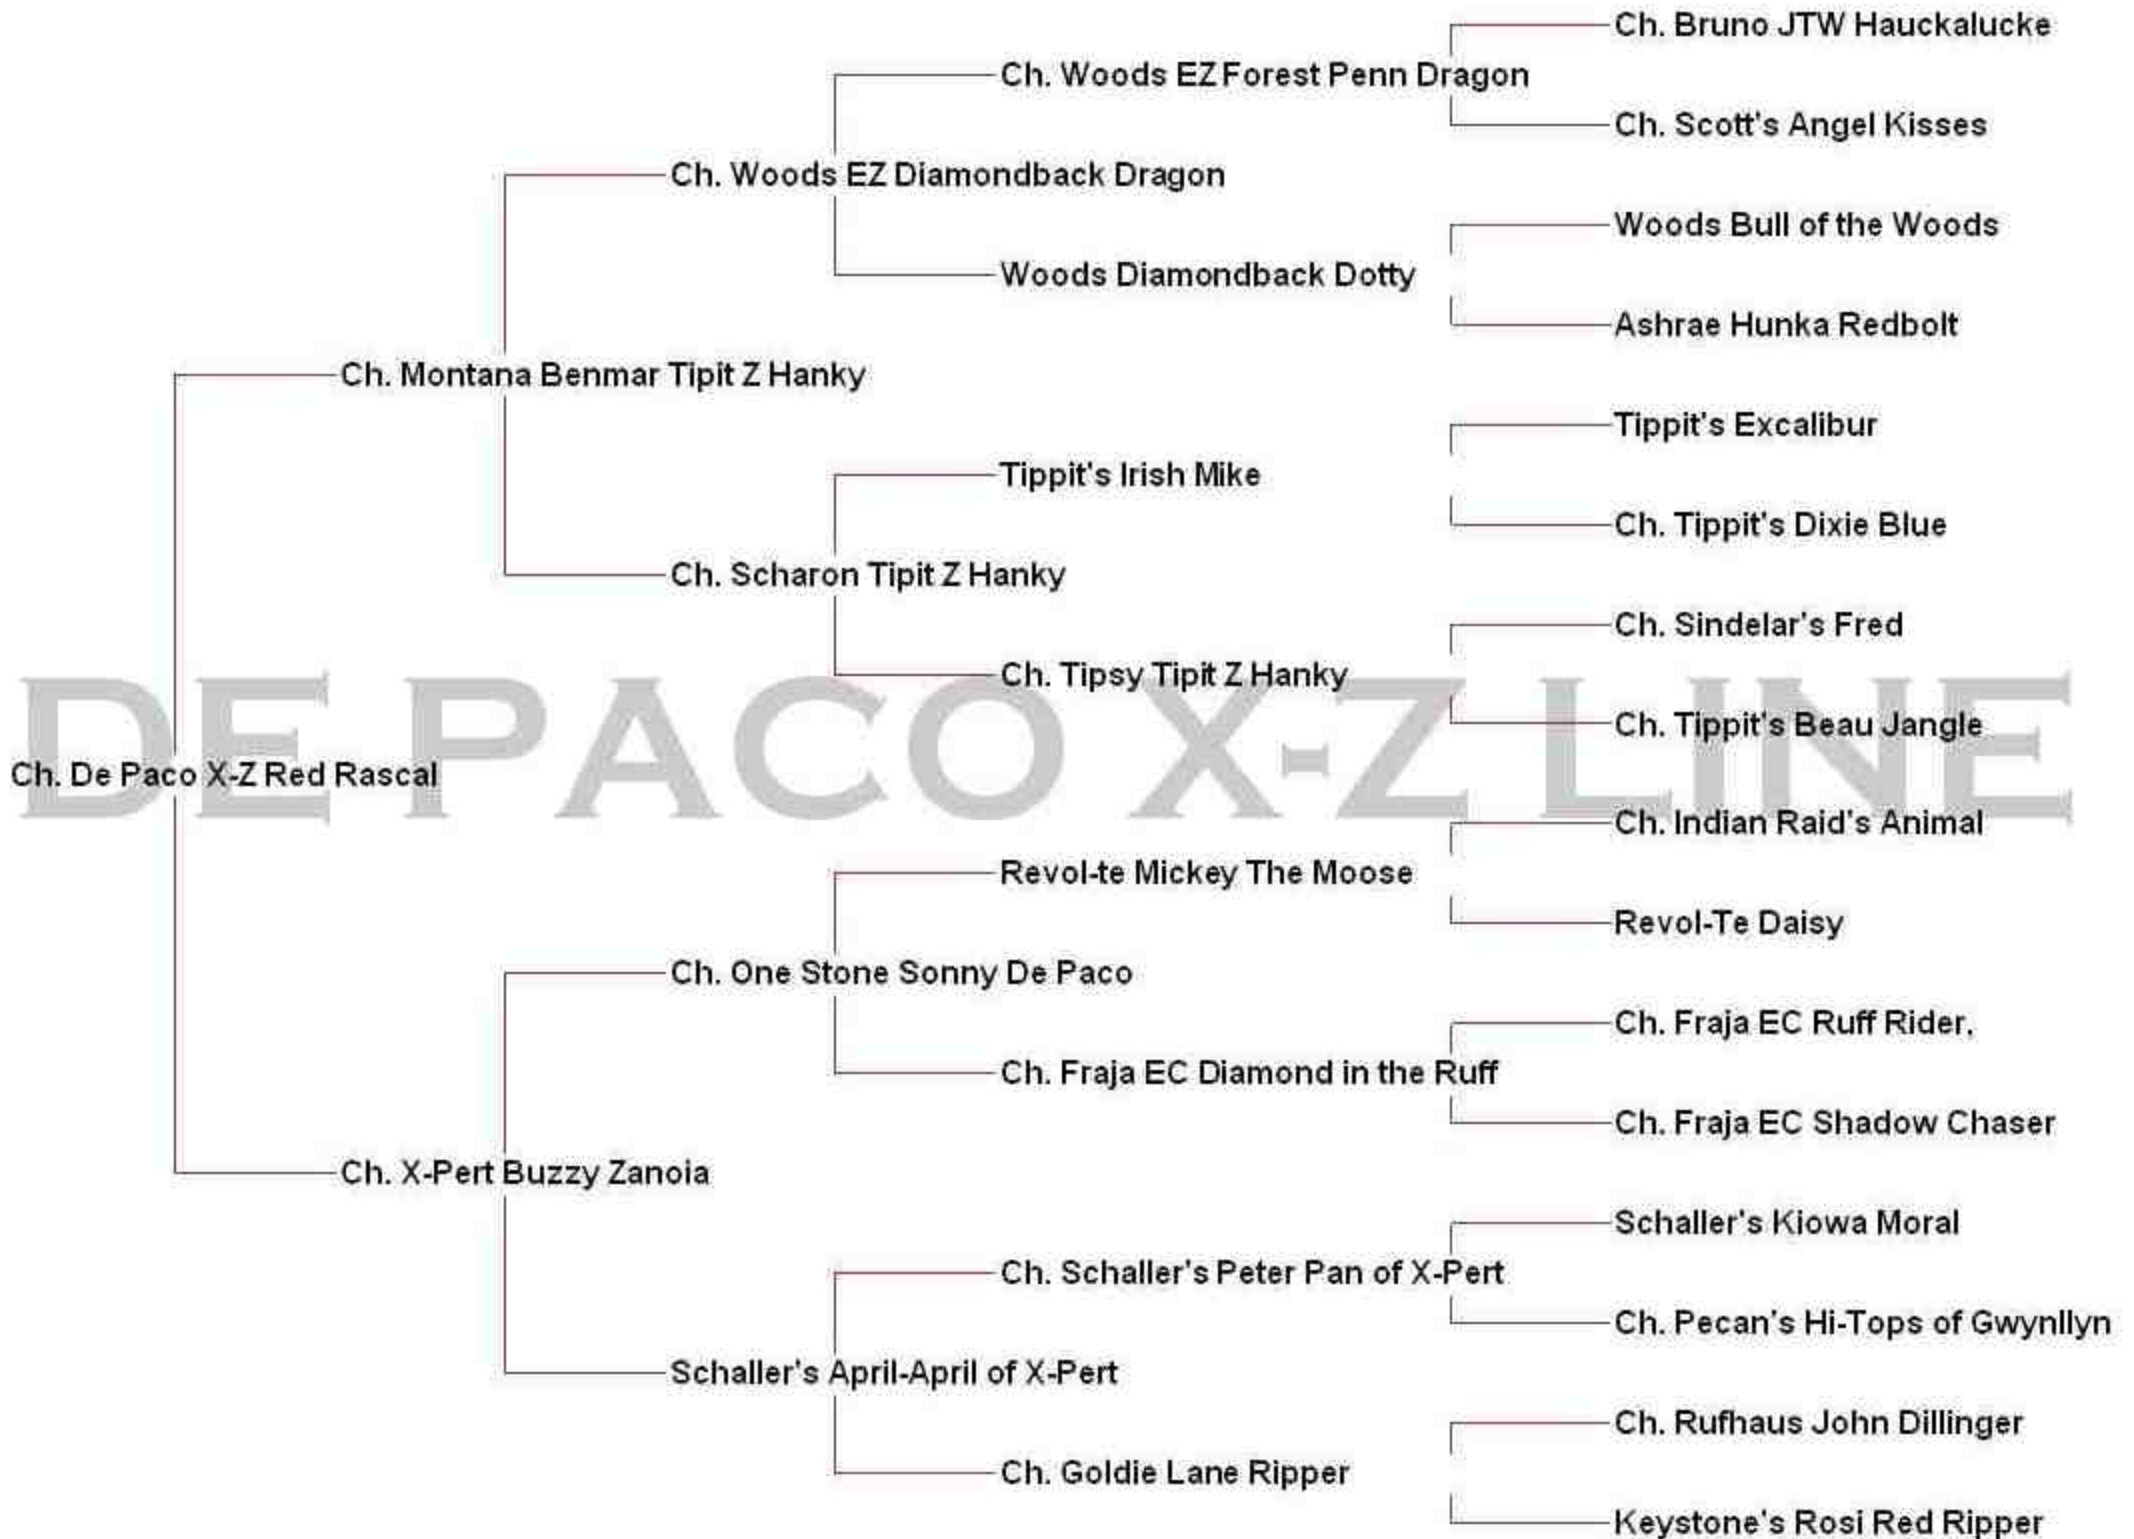 Ch. Bruno JTW Hauckalucke
Ch. Woods EZ Forest Penn Dragon
Ch. Scott's Angel Kisses
Ch. Woods EZ Diamondback Dragon
Woods Bull of the Woods
Woods Diamondback Dotty
Ashrae Hunka Redbolt
Ch. Montana Benmar Tipit Z Hanky
Tippit's Excalibur
Tippit's Irish Mike
Ch. Tippit's Dixie Blue
Ch. Scharon Tipit Z Hanky
Ch. Sindelar's Fred
Ch. Tipsy Tipit Z Hanky
Ch. Tippit's Beau Jangle
DE PACO X-Z LINE
Ch. De Paco X-Z Red Rascal
Ch. Indian Raid's Animal
Revol-te Mickey The Moose
Revol-Te Daisy
Ch. One Stone Sonny De Paco
Ch. Fraja EC Ruff Rider.
Ch. Fraja EC Diamond in the Ruff
Ch. Fraja EC Shadow Chaser
Ch. X-Pert Buzzy Zanoia
Schaller's Kiowa Moral
Ch. Schaller's Peter Pan of X-Pert
Ch. Pecan's Hi-Tops of Gwynllyn
Schaller's April-April of X-Pert
Ch. Rufhaus John Dillinger
Ch. Goldie Lane Ripper
Keystone's Rosi Red Ripper